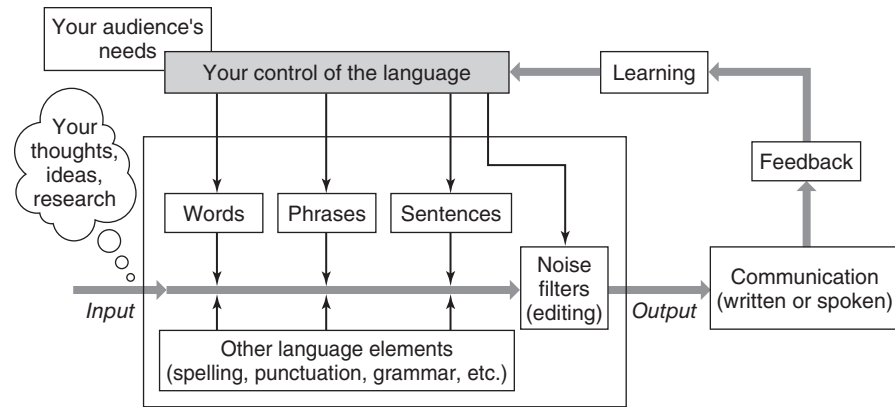 Your audience's
needs
Your control of the language
Learning
Your
thoughts,
ideas,
research
Feedback
Words
Phrases
Sentences
Input
Noise
filters
(editing)
Output
Communication
(written or spoken)
Other language elements
(spelling, punctuation, grammar, etc.)